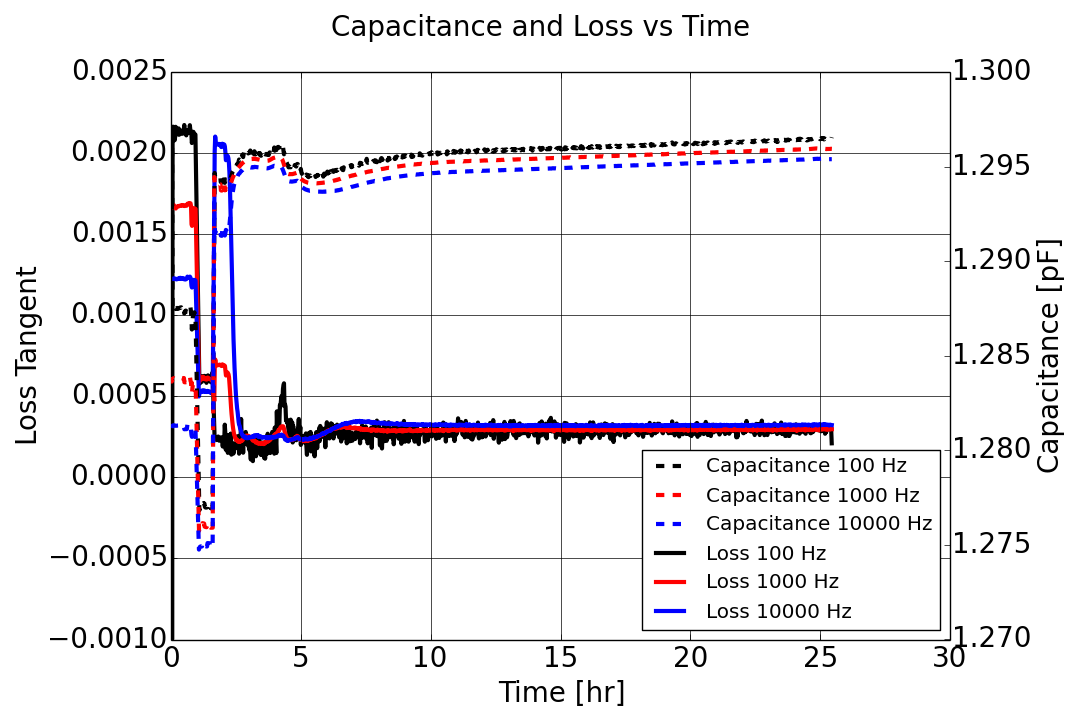 Capacitance and Loss vs Time
0.0025
0.0020
0.0015
0.0010
0.0005
0.0000
−0.0005
−0.0010
Loss Tangent
1.300
1.295
1.290
1.285
1.280
1.275
1.270
Capacitance [pF]
Capacitance 100 Hz
Capacitance 1000 Hz
Capacitance 10000 Hz
Loss 100 Hz
Loss 1000 Hz
Loss 10000 Hz
0 5 10 15 20 25 30
Time [hr]